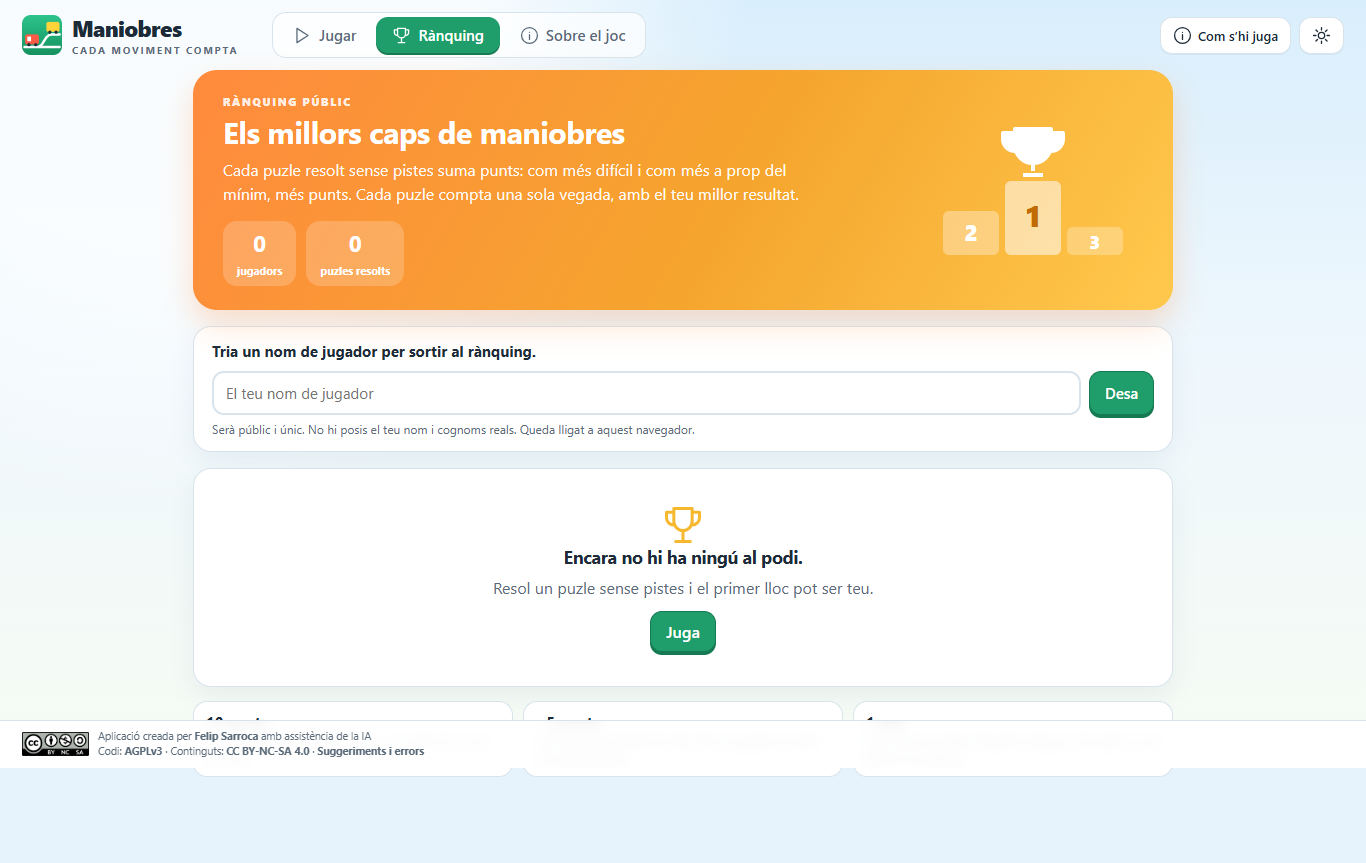 Maniobres
CADA MOVIMENT COMPTA
Jugar
Rànquing
Sobre el joc
Com s'hi juga
RÀNQUING PÚBLIC
Els millors caps de maniobres
Cada puzle resolt sense pistes suma punts: com més difícil i com més a prop del
mínim, més punts. Cada puzle compta una sola vegada, amb el teu millor resultat.
0
jugadors
0
puzles resolts
1
2
3
Tria un nom de jugador per sortir al rànquing.
El teu nom de jugador
Desa
Serà públic i únic. No hi posis el teu nom i cognoms reals. Queda lligat a aquest navegador.
Encara no hi ha ningú al podi.
Resol un puzle sense pistes i el primer lloc pot ser teu.
Juga
CC BY NC SA
Aplicació creada per Felip Sarroca amb assistència de la IA
Codi: AGPLv3 · Continguts: CC BY-NC-SA 4.0 · Suggeriments i errors